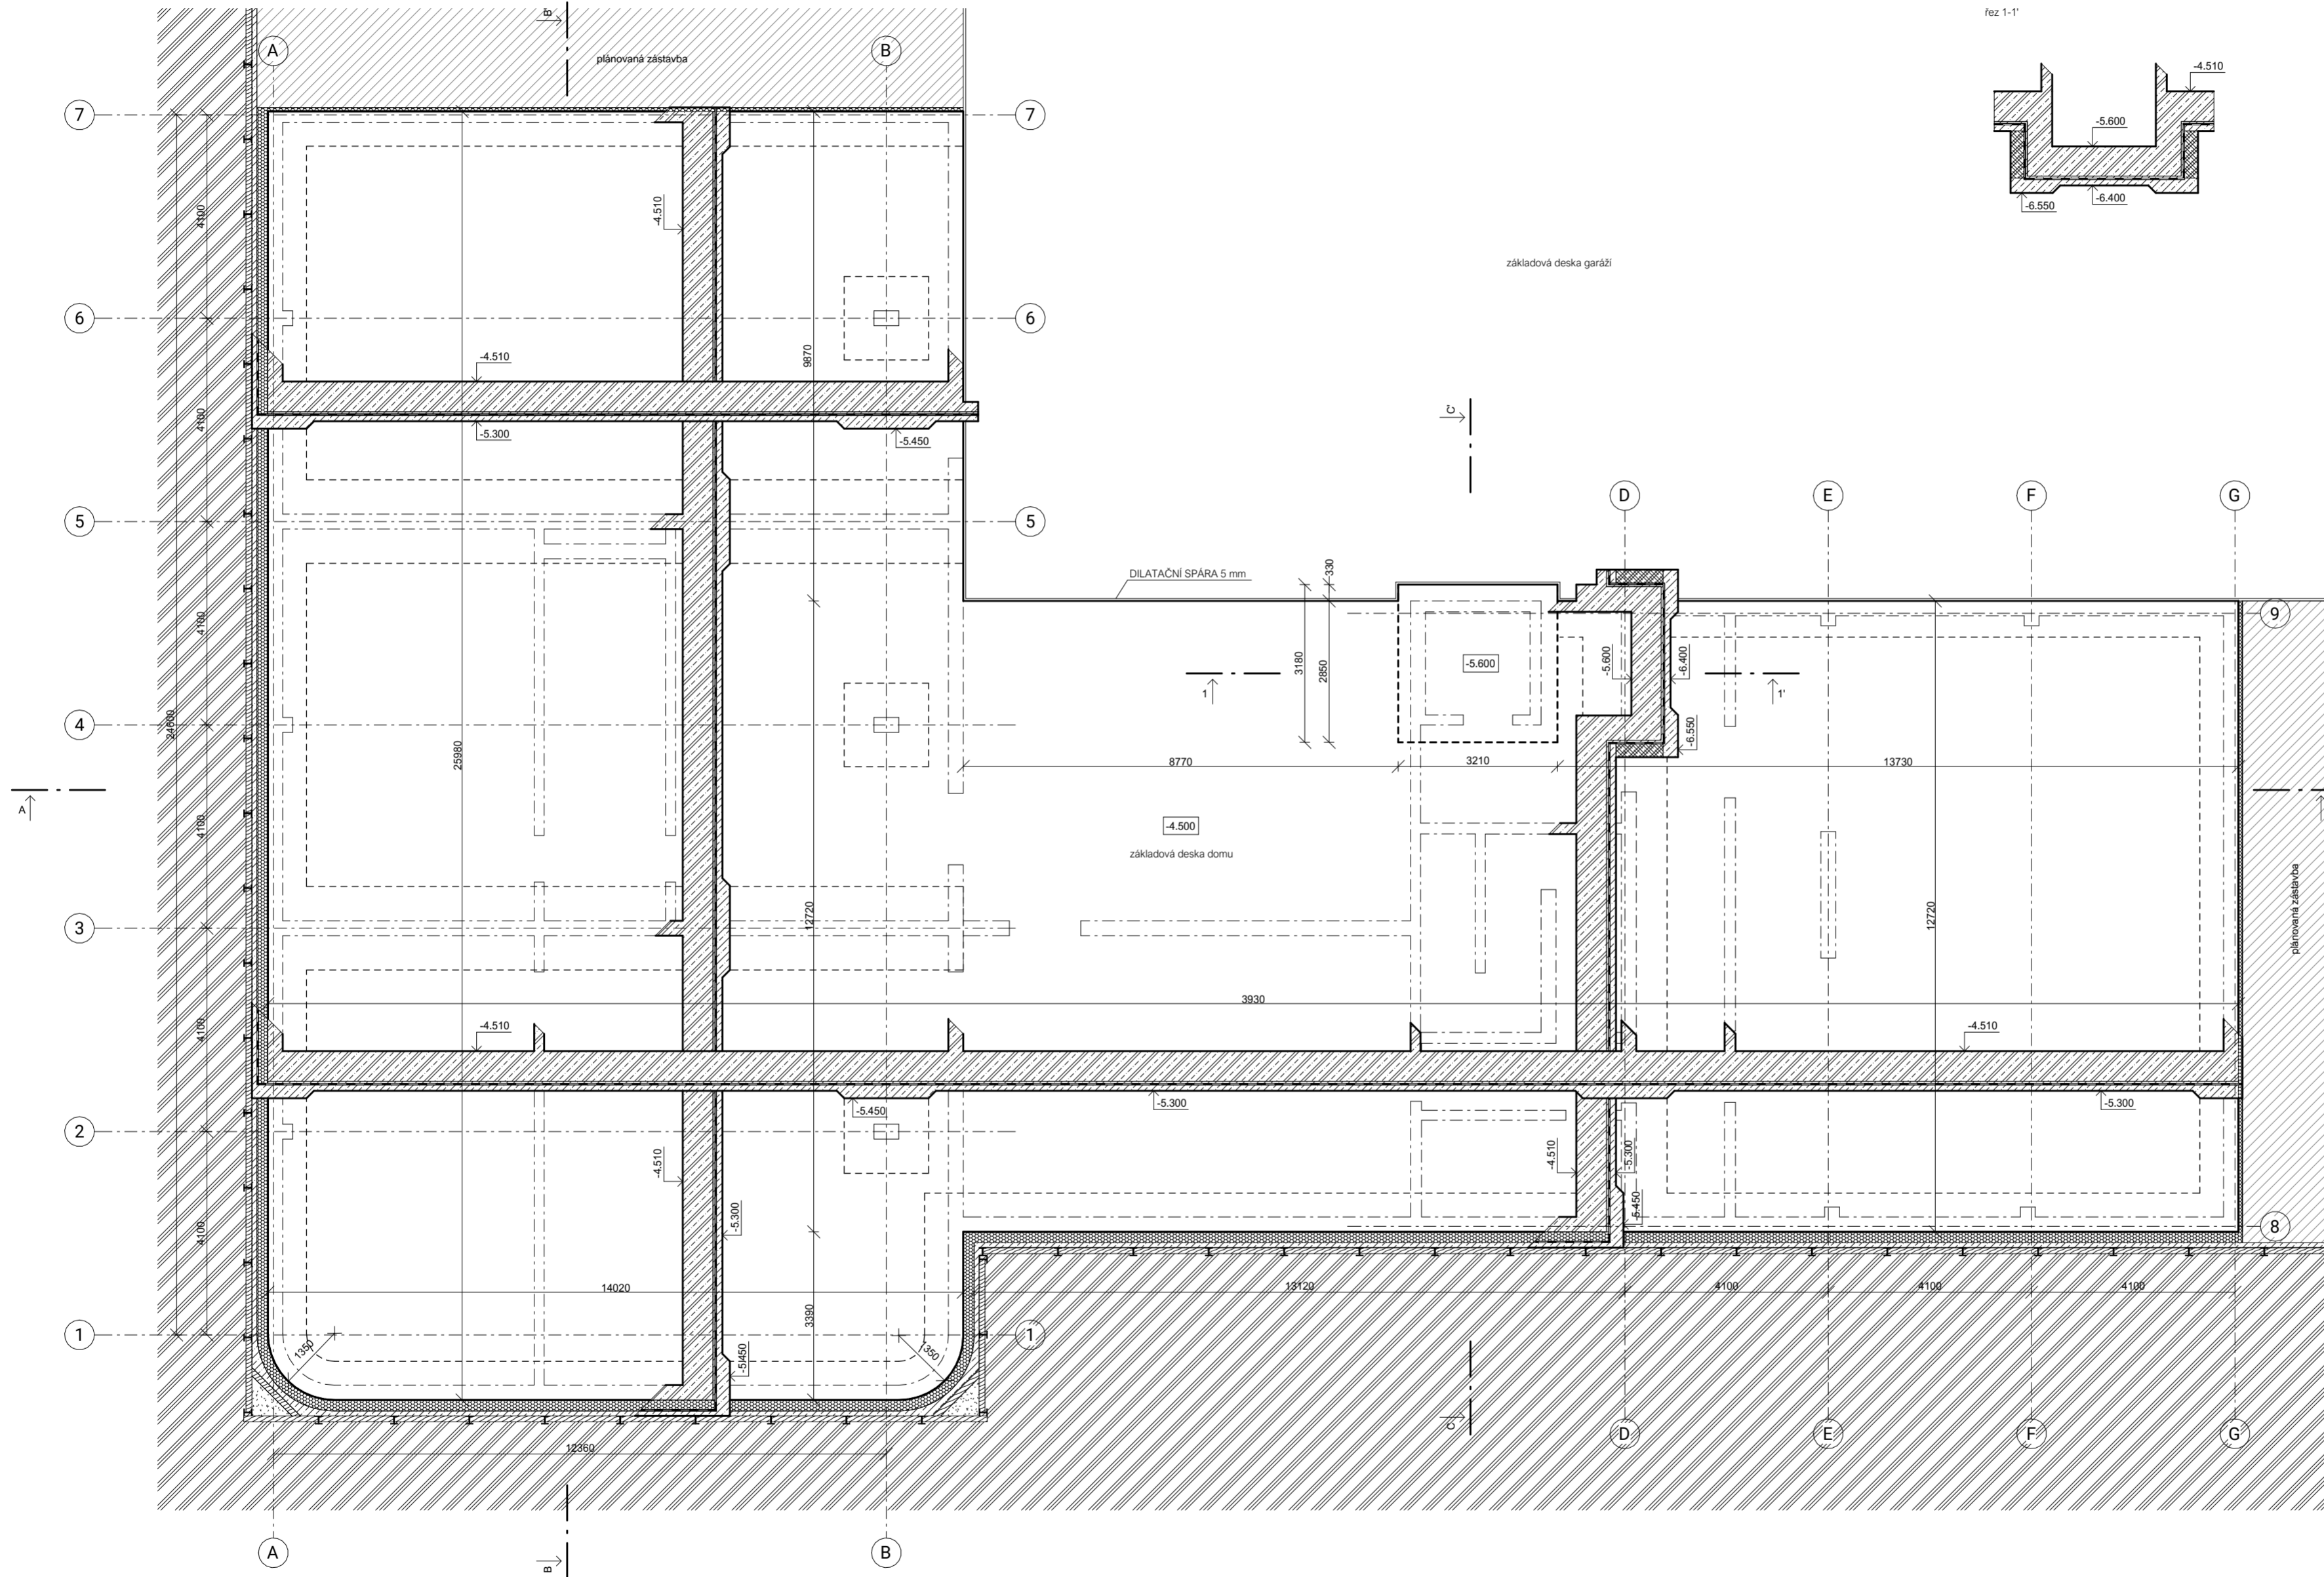 řez 1-1'
B'
A
plánovaná zástavba
B
-4.510
7
7
-5.600
-6.550
-6.400
4100
-4.510
základová deska garáží
6
6
9870
-4.510
4100
-5.300
-5.450
C'
D
E
F
G
5
5
DILATAČNÍ SPÁRA 5 mm
330
9
4100
3180
2850
-5.600
-5.600
-6.400
1
1'
4
24600
25980
-6.550
8770
3210
13730
A
4100
-4.500
základová deska domu
plánovaná zástavba
3
12720
12720
3930
4100
-4.510
-4.510
-5.450
-5.300
-5.300
2
-4.510
-4.510
-5.300
-5.300
-5.450
8
4100
14020
13120
4100
4100
4100
3390
1
1
1350
1350
-5.450
C
D
E
F
G
12360
A
B
B